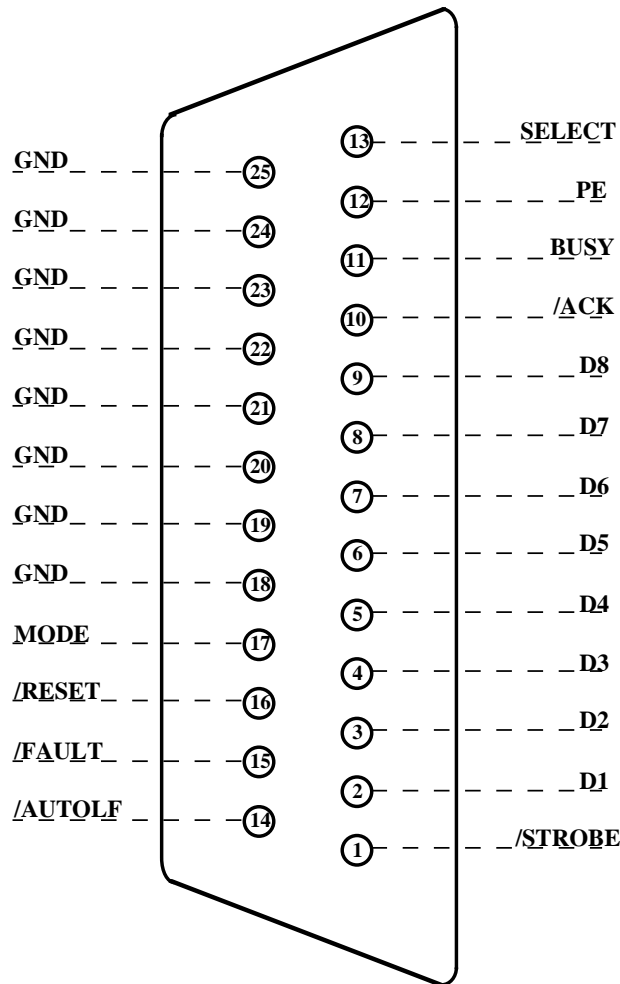 13 SELECT
GND 25
12 PE
GND 24
11 BUSY
GND 23
10 /ACK
GND 22
9 D8
GND 21
8 D7
GND 20
7 D6
GND 19
6 D5
GND 18
5 D4
MODE 17
4 D3
/RESET 16
3 D2
/FAULT 15
2 D1
/AUTOLF 14
1 /STROBE